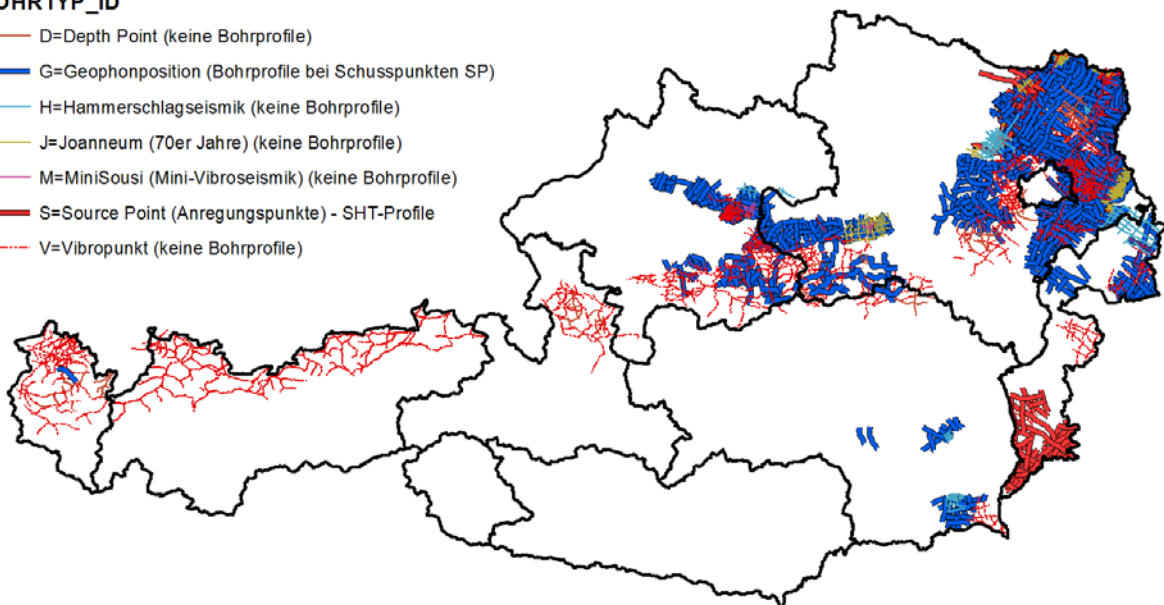 D=Depth Point (keine Bohrprofile)
G=Geophonposition (Bohrprofile bei Schusspunkten SP)
H=Hammerschlagseismik (keine Bohrprofile)
J=Joanneum (70er Jahre) (keine Bohrprofile)
M=MiniSousi (Mini-Vibroseismik) (keine Bohrprofile)
S=Source Point (Anregungspunkte) - SHT-Profile
V=Vibropunkt (keine Bohrprofile)